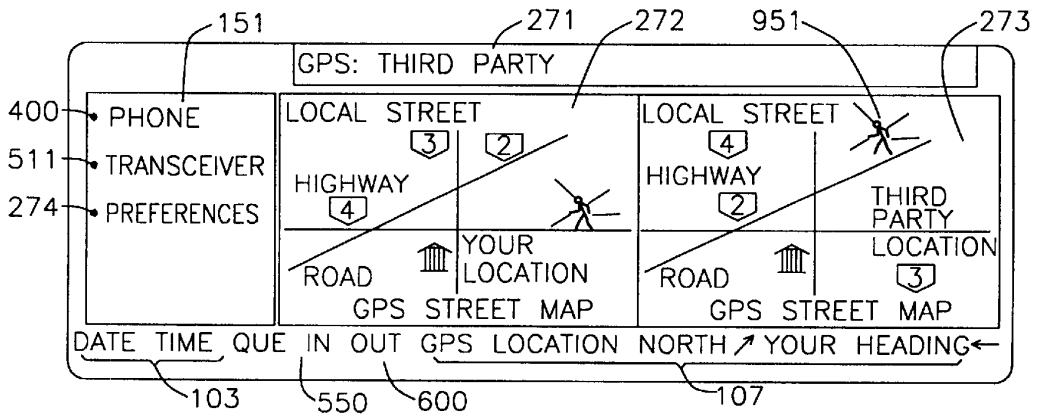 151 271 272 951 273
GPS: THIRD PARTY
400 PHONE
511 TRANSCEIVER
274 PREFERENCES
LOCAL STREET
3 2
HIGHWAY
4
YOUR
LOCATION
ROAD
GPS STREET MAP
LOCAL STREET
4
HIGHWAY
2
THIRD
PARTY
LOCATION
ROAD 3
GPS STREET MAP
DATE TIME QUE IN OUT GPS LOCATION NORTH↗ YOUR HEADING←
103 550 600 107